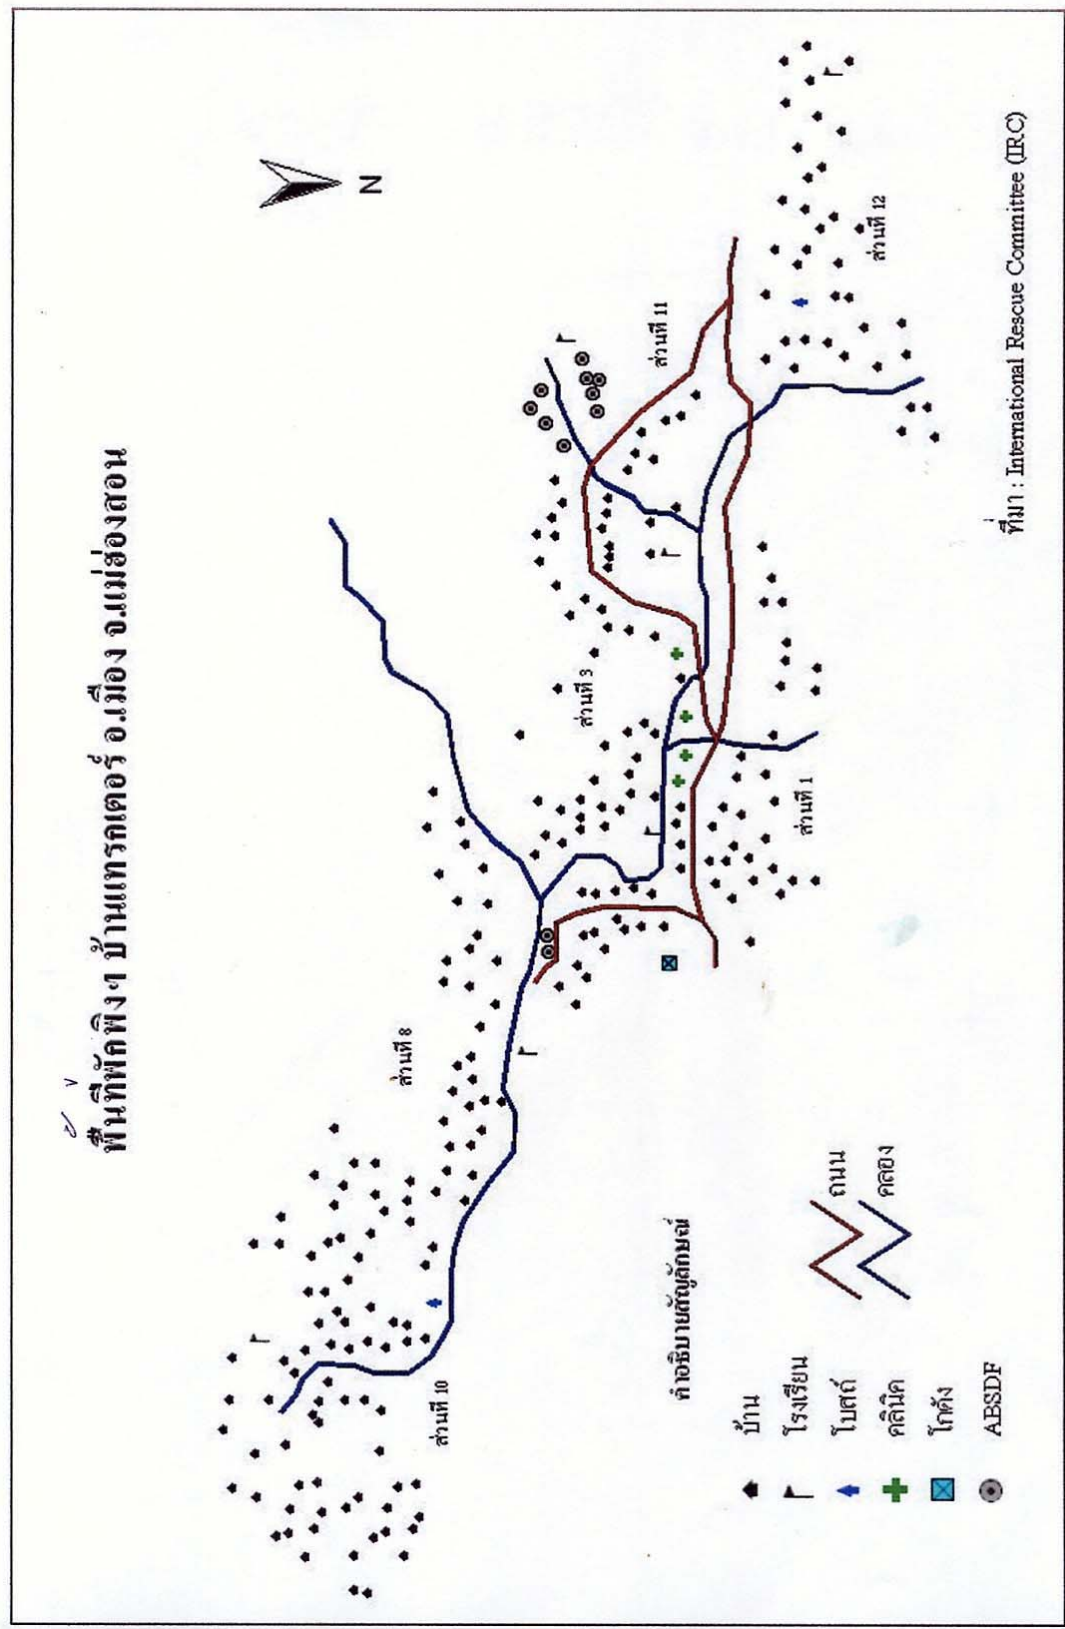 พื้นที่พักพิงฯ บ้านแทรกเตอร์ อ.เมือง จ.แม่ฮ่องสอน
N
ส่วนที่ 8
ส่วนที่ 10
ส่วนที่ 3
ส่วนที่ 11
ส่วนที่ 1
ส่วนที่ 12
คำอธิบายสัญลักษณ์
บ้าน
โรงเรียน
โบสถ์
คลินิค
โกดัง
ABSDF
ถนน
คลอง
ที่มา : International Rescue Committee (IRC)